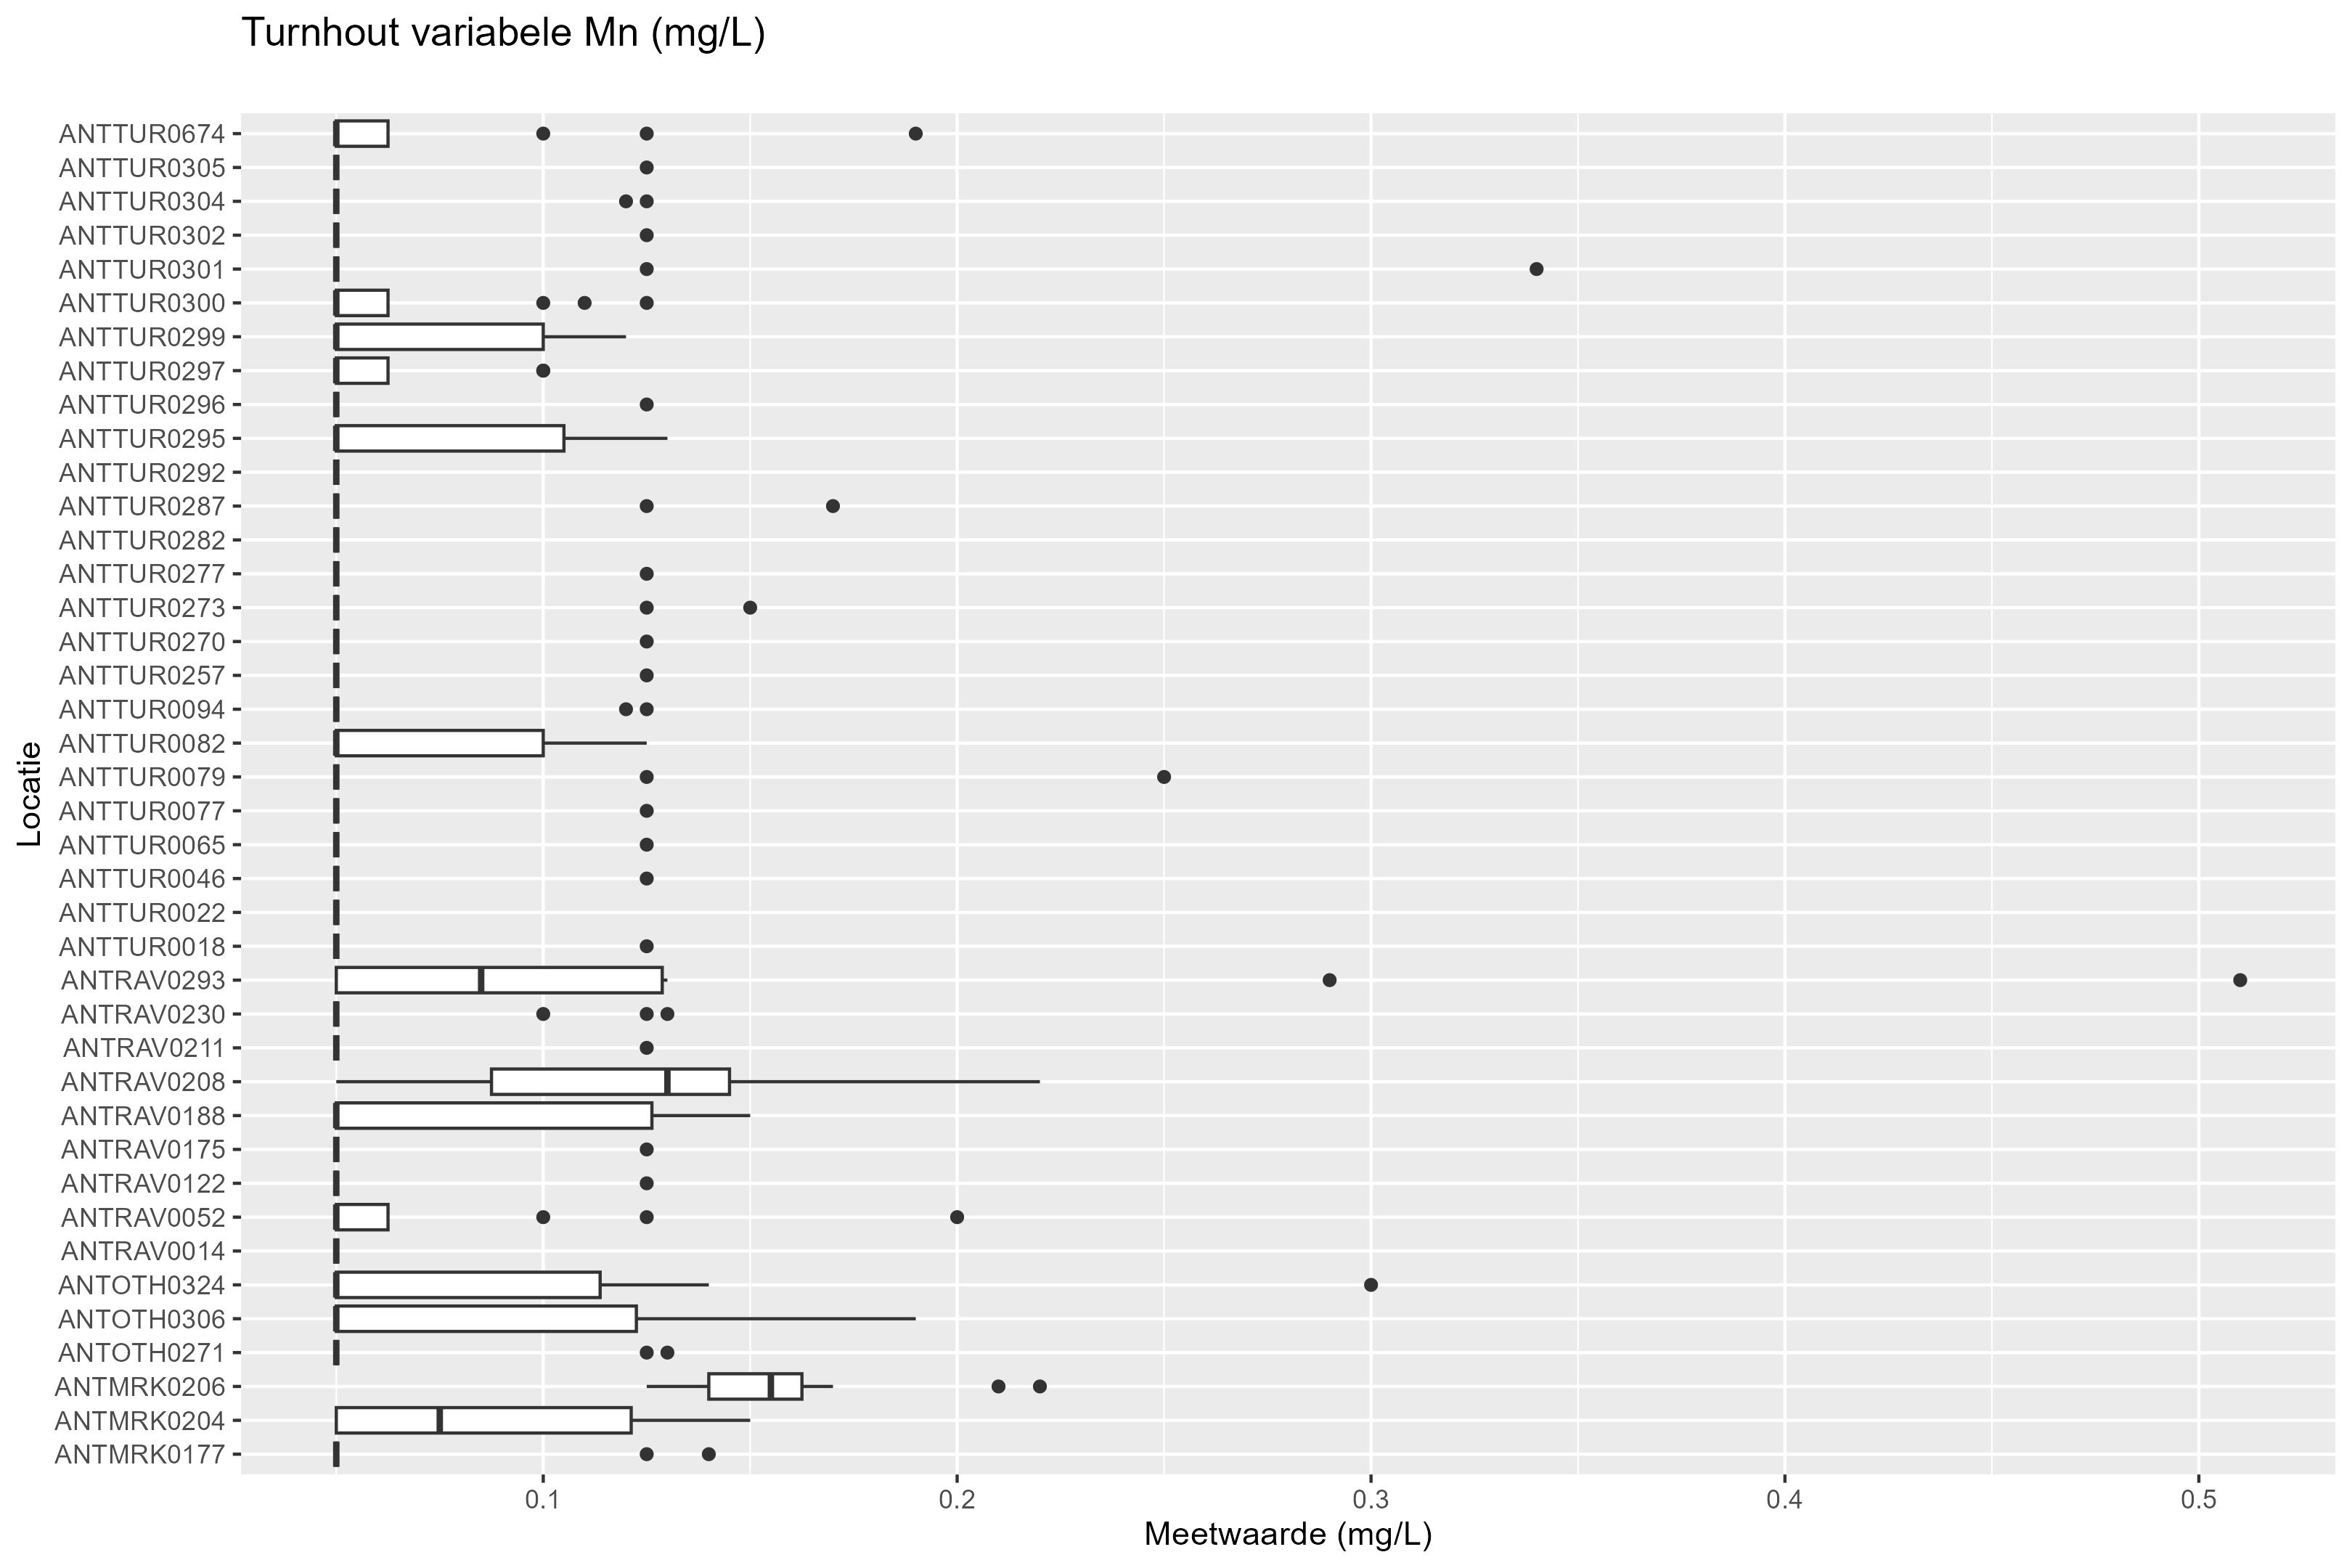 Turnhout variabele Mn (mg/L)
ANTTUR0674
ANTTUR0305
ANTTUR0304
ANTTUR0302
ANTTUR0301
ANTTUR0300
ANTTUR0299
ANTTUR0297
ANTTUR0296
ANTTUR0295
ANTTUR0292
ANTTUR0287
ANTTUR0282
ANTTUR0277
ANTTUR0273
ANTTUR0270
ANTTUR0257
ANTTUR0094
ANTTUR0082
ANTTUR0079
ANTTUR0077
ANTTUR0065
ANTTUR0046
ANTTUR0022
ANTTUR0018
ANTRAV0293
ANTRAV0230
ANTRAV0211
ANTRAV0208
ANTRAV0188
ANTRAV0175
ANTRAV0122
ANTRAV0052
ANTRAV0014
ANTOTH0324
ANTOTH0306
ANTOTH0271
ANTMRK0206
ANTMRK0204
ANTMRK0177
Locatie
0.1 0.2 0.3 0.4 0.5
Meetwaarde (mg/L)